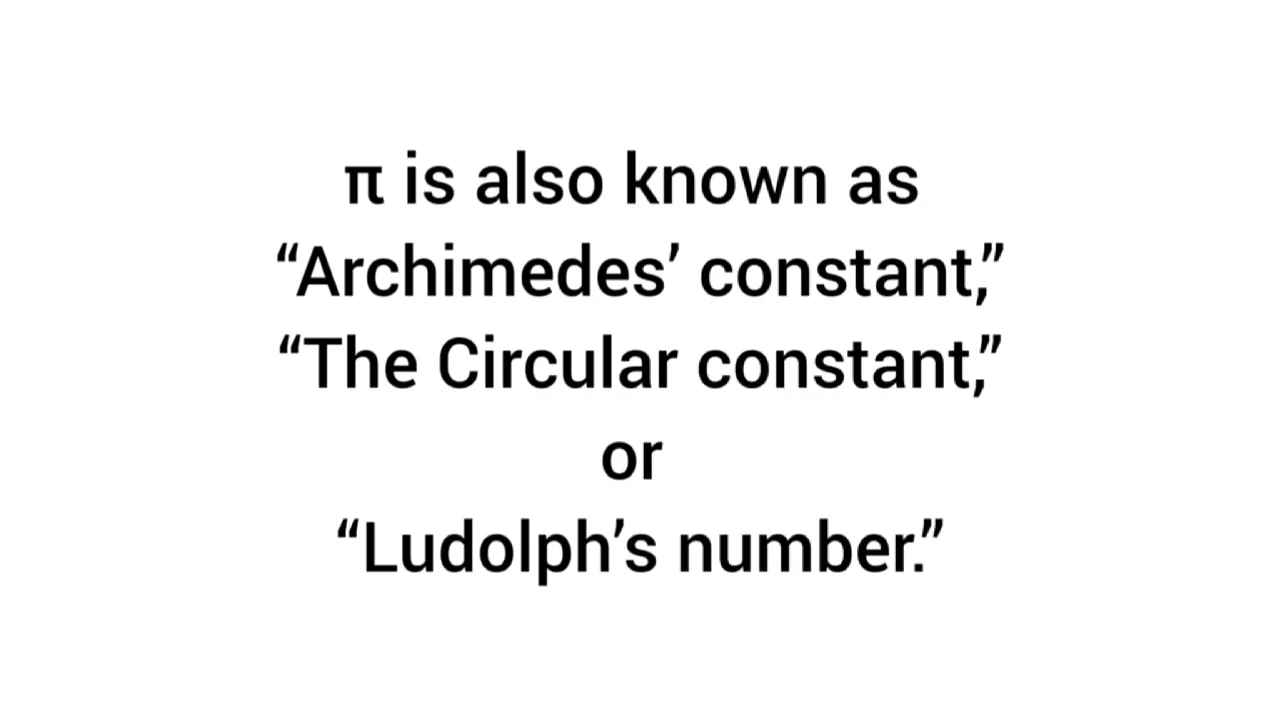 π is also known as
“Archimedes’ constant,”
“The Circular constant,”
or
“Ludolph’s number.”